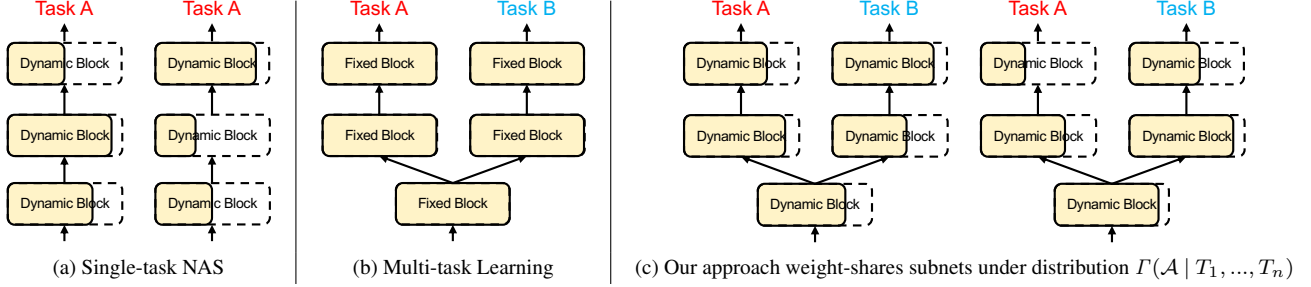 Task A Task A Task A Task B Task A Task B Task A Task B
Dynamic Block Dynamic Block Fixed Block Fixed Block Dynamic Block Dynamic Block Dynamic Block Dynamic Block
Dynamic Block Dynamic Block Fixed Block Fixed Block Dynamic Block Dynamic Block Dynamic Block Dynamic Block
Dynamic Block Dynamic Block Fixed Block Dynamic Block Dynamic Block
(a) Single-task NAS (b) Multi-task Learning (c) Our approach weight-shares subnets under distribution Γ(𝒜 | T₁, ..., Tₙ)